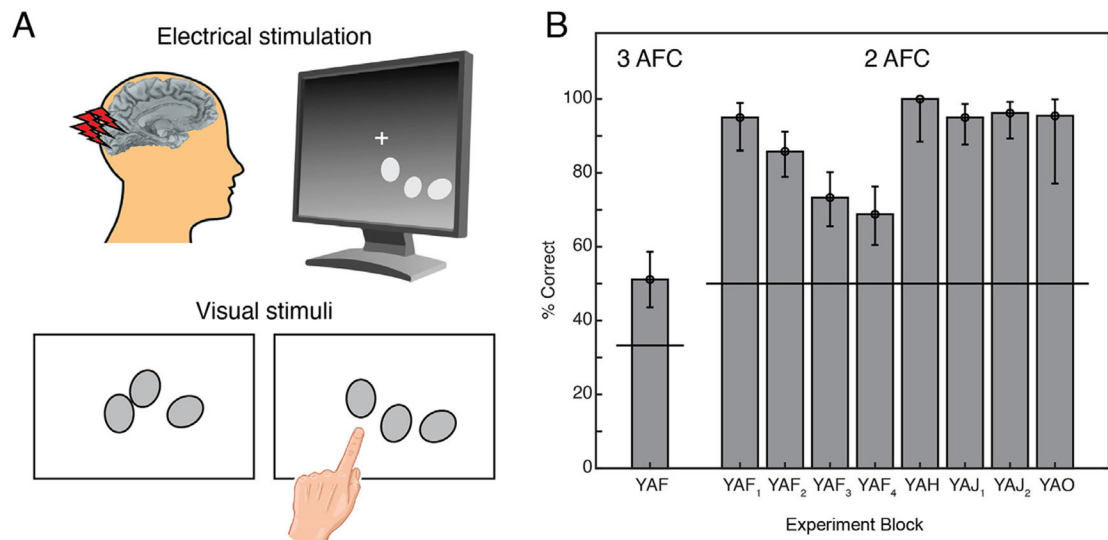 A
Electrical stimulation
Visual stimuli
B
3 AFC
2 AFC
% Correct
100
80
60
40
20
0
YAF YAF₁ YAF₂ YAF₃ YAF₄ YAH YAJ₁ YAJ₂ YAO
Experiment Block